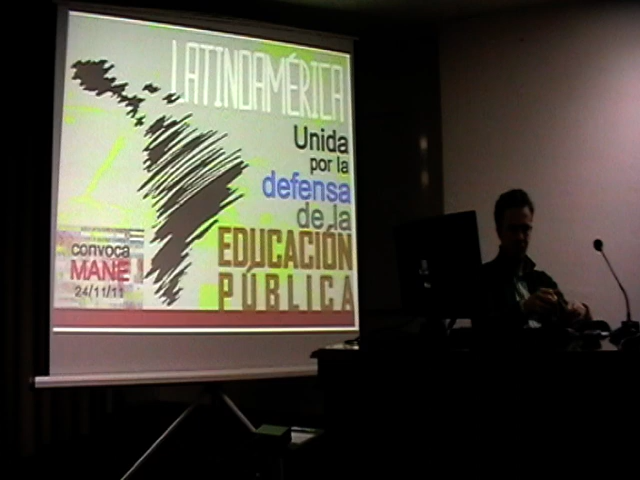 LATINOAMÉRICA
Unida
por la
defensa
de la
EDUCACIÓN
PÚBLICA
convoca
MANE
24/11/11